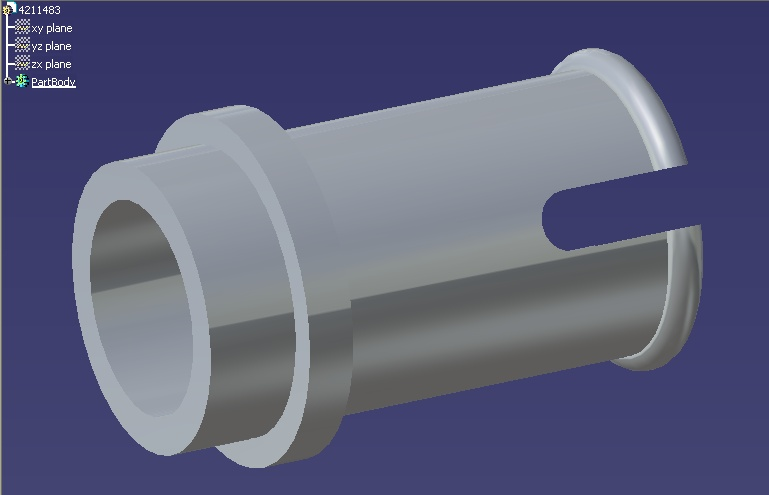 4211483
xy plane
yz plane
zx plane
PartBody